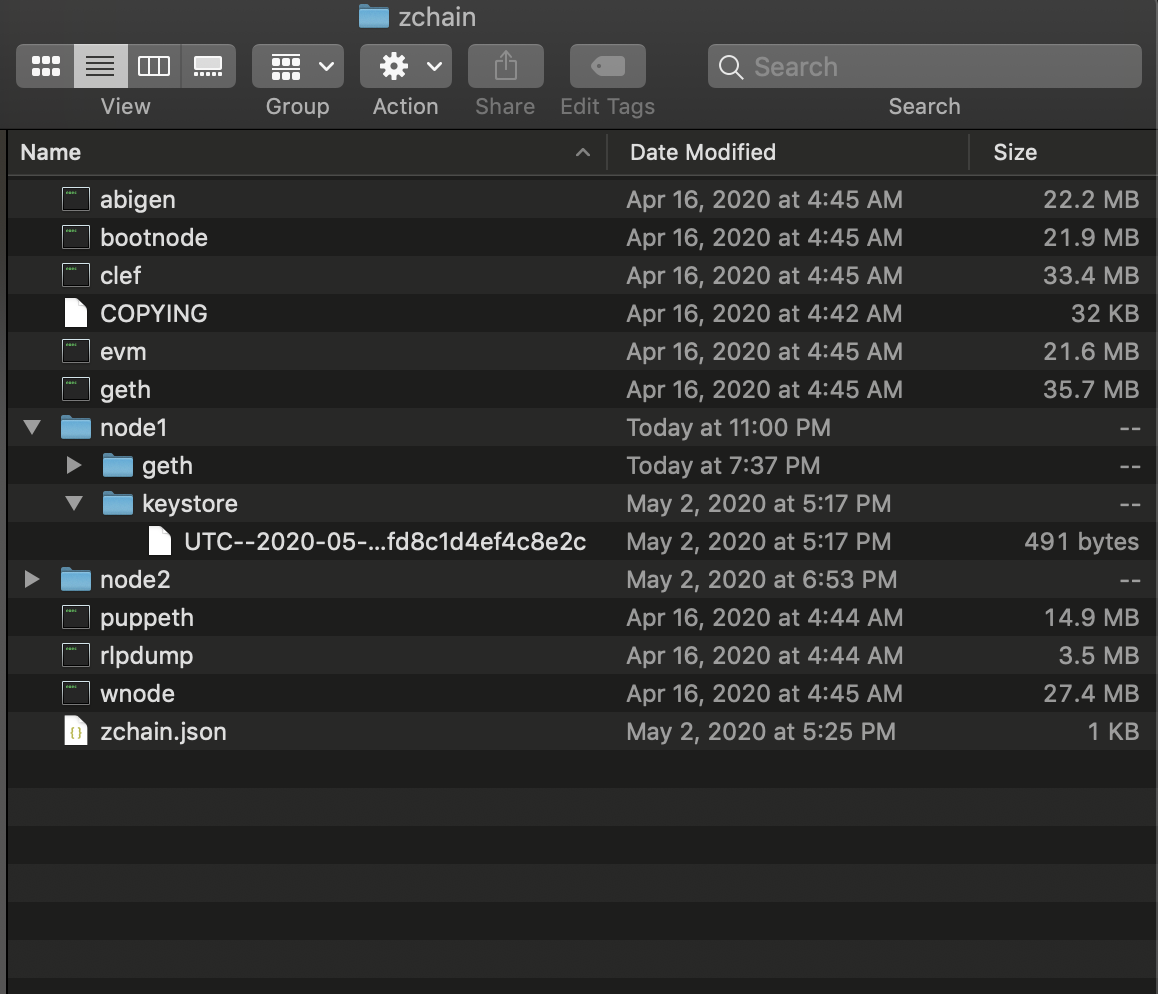 zchain
Search
View Group Action Share Edit Tags Search
Name Date Modified Size
abigen Apr 16, 2020 at 4:45 AM 22.2 MB
bootnode Apr 16, 2020 at 4:45 AM 21.9 MB
clef Apr 16, 2020 at 4:45 AM 33.4 MB
COPYING Apr 16, 2020 at 4:42 AM 32 KB
evm Apr 16, 2020 at 4:45 AM 21.6 MB
geth Apr 16, 2020 at 4:45 AM 35.7 MB
node1 Today at 11:00 PM --
geth Today at 7:37 PM --
keystore May 2, 2020 at 5:17 PM --
UTC--2020-05-...fd8c1d4ef4c8e2c May 2, 2020 at 5:17 PM 491 bytes
node2 May 2, 2020 at 6:53 PM --
puppeth Apr 16, 2020 at 4:44 AM 14.9 MB
rlpdump Apr 16, 2020 at 4:44 AM 3.5 MB
wnode Apr 16, 2020 at 4:45 AM 27.4 MB
zchain.json May 2, 2020 at 5:25 PM 1 KB